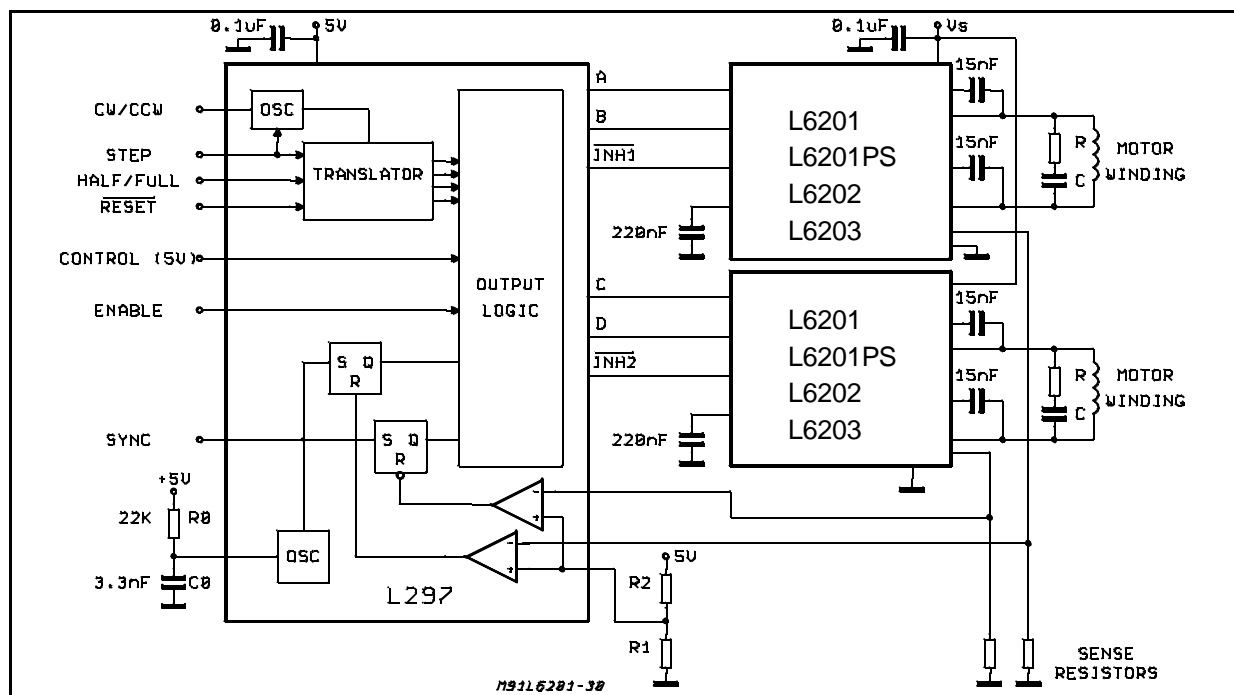 0.1uF
5V
0.1uF
Vs
15nF
A
CW/CCW
OSC
B
L6201
R
MOTOR
WINDING
STEP
TRANSLATOR
INH1
L6201PS
15nF
C
HALF/FULL
L6202
RESET
220nF
L6203
CONTROL (5V)
OUTPUT
LOGIC
C
15nF
ENABLE
D
L6201
S Q
R
INH2
L6201PS
R
MOTOR
WINDING
15nF
L6202
C
SYNC
S Q
R
220nF
L6203
+5V
22K
R0
-
+
OSC
-
+
5V
3.3nF
C0
R2
L297
R1
SENSE
RESISTORS
M91L6201-30